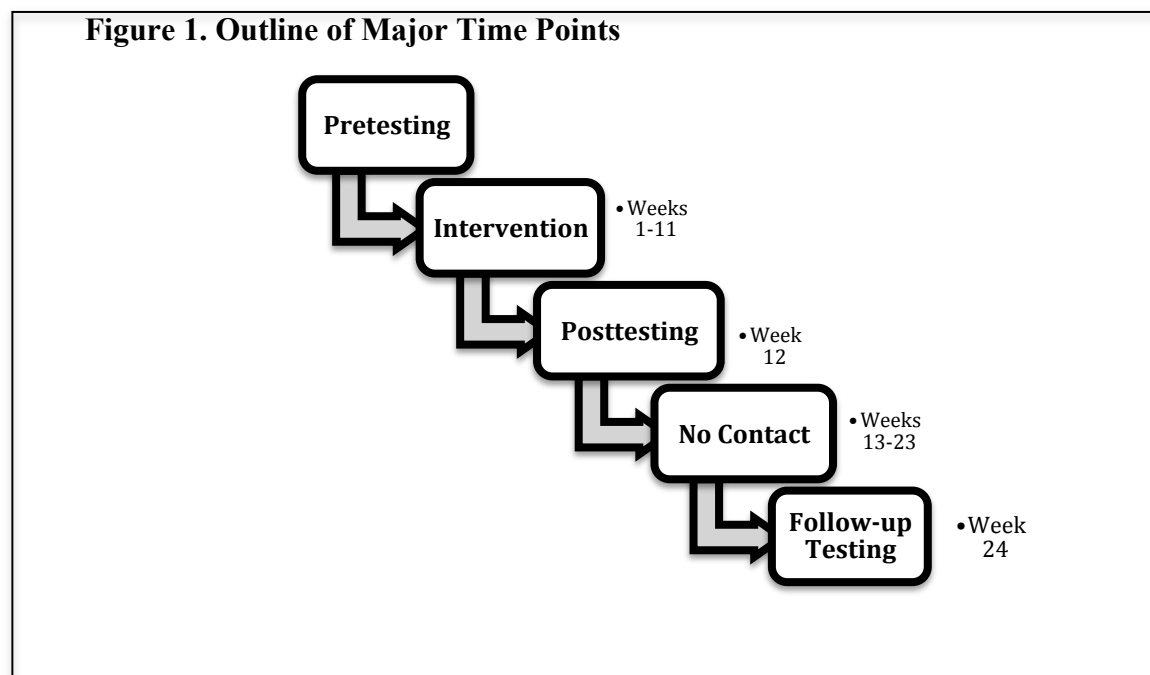 Figure 1. Outline of Major Time Points
Pretesting
Intervention
• Weeks
1-11
Posttesting
• Week
12
No Contact
• Weeks
13-23
Follow-up
Testing
• Week
24